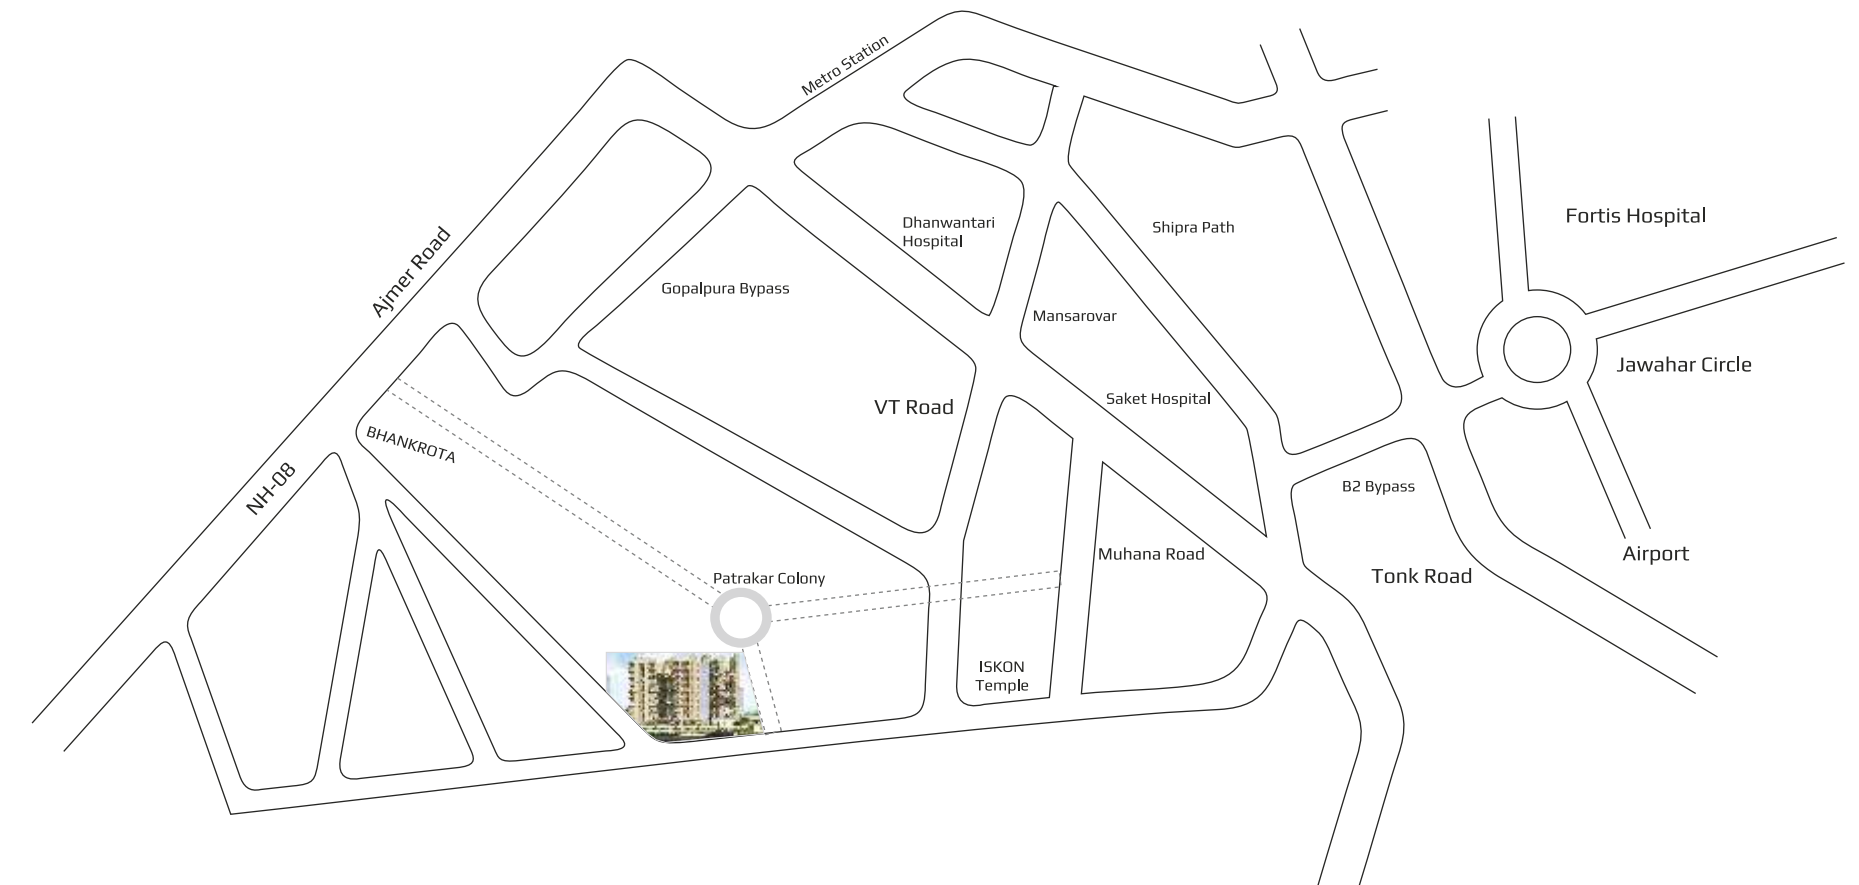 Metro Station
Fortis Hospital
Dhanwantari
Hospital
Shipra Path
Ajmer Road
Gopalpura Bypass
Mansarovar
Jawahar Circle
VT Road
Saket Hospital
BHANKROTA
NH-08
B2 Bypass
Muhana Road
Airport
Patrakar Colony
Tonk Road
ISKON
Temple